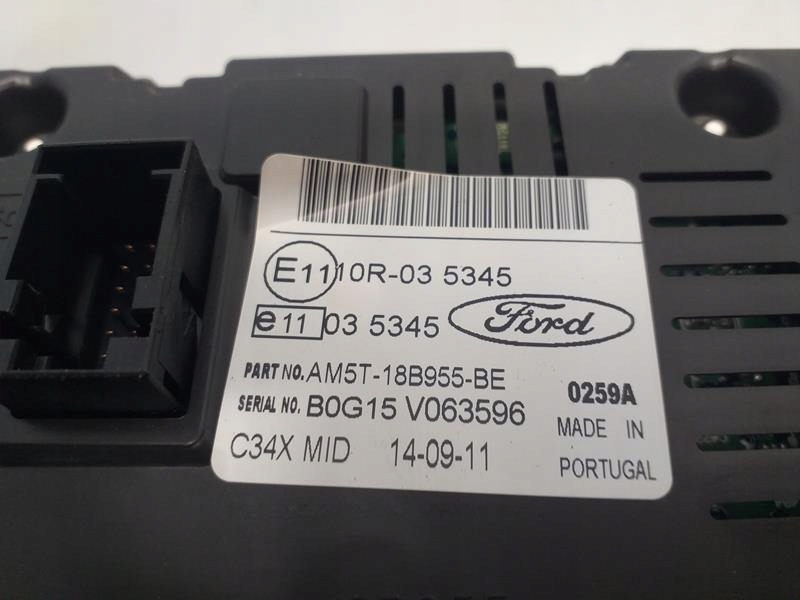 E11 10R-03 5345
e11 03 5345 Ford
PART NO. AM5T-18B955-BE 0259A
SERIAL NO. B0G15 V063596 MADE IN
C34X MID 14-09-11 PORTUGAL